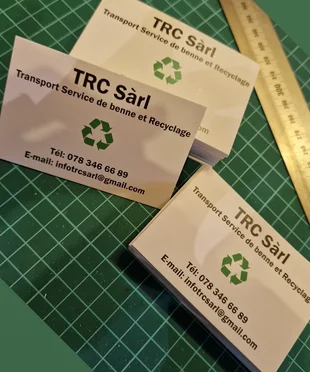 TRC Sàrl
Transport Service de benne et Recyclage
com
TRC Sàrl
Transport Service de benne et Recyclage
Tél: 078 346 66 89
E-mail: infotrcsarl@gmail.com
TRC Sàrl
Transport Service de benne et Recyclage
Tél: 078 346 66 89
E-mail: infotrcsarl@gmail.com